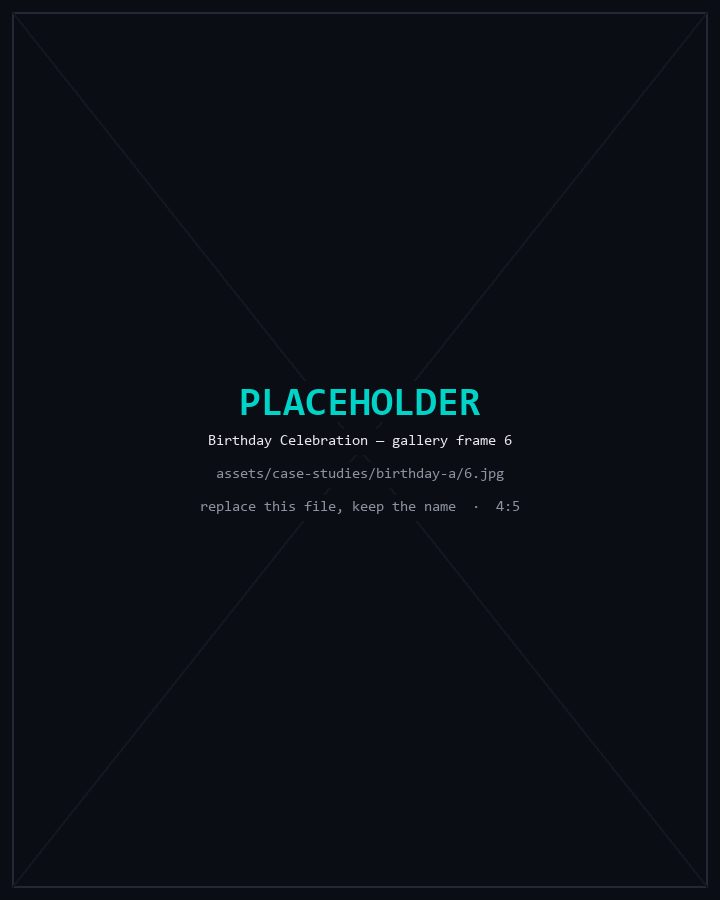 PLACEHOLDER
Birthday Celebration — gallery frame 6
assets/case-studies/birthday-a/6.jpg
replace this file, keep the name · 4:5